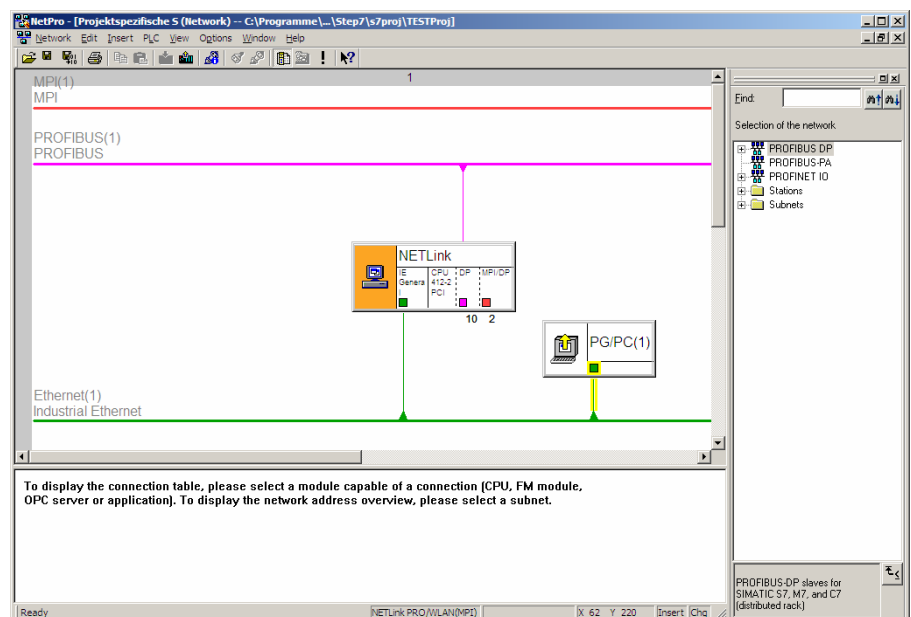 NetPro - [Projektspezifische S (Network) -- C:\Programme\...\Step7\s7proj\TESTProj]
Network Edit Insert PLC View Options Window Help
1
MPI(1)
MPI
PROFIBUS(1)
PROFIBUS
NETLink
IE CPU DP MPI/DP
Genera 412-2
l PCI
10 2
PG/PC(1)
Ethernet(1)
Industrial Ethernet
Find:
Selection of the network
PROFIBUS DP
PROFIBUS-PA
PROFINET IO
Stations
Subnets
To display the connection table, please select a module capable of a connection (CPU, FM module,
OPC server or application). To display the network address overview, please select a subnet.
PROFIBUS-DP slaves for
SIMATIC S7, M7, and C7
(distributed rack)
Ready NETLink PRO/WLAN(MPI) X 62 Y 220 Insert Chg